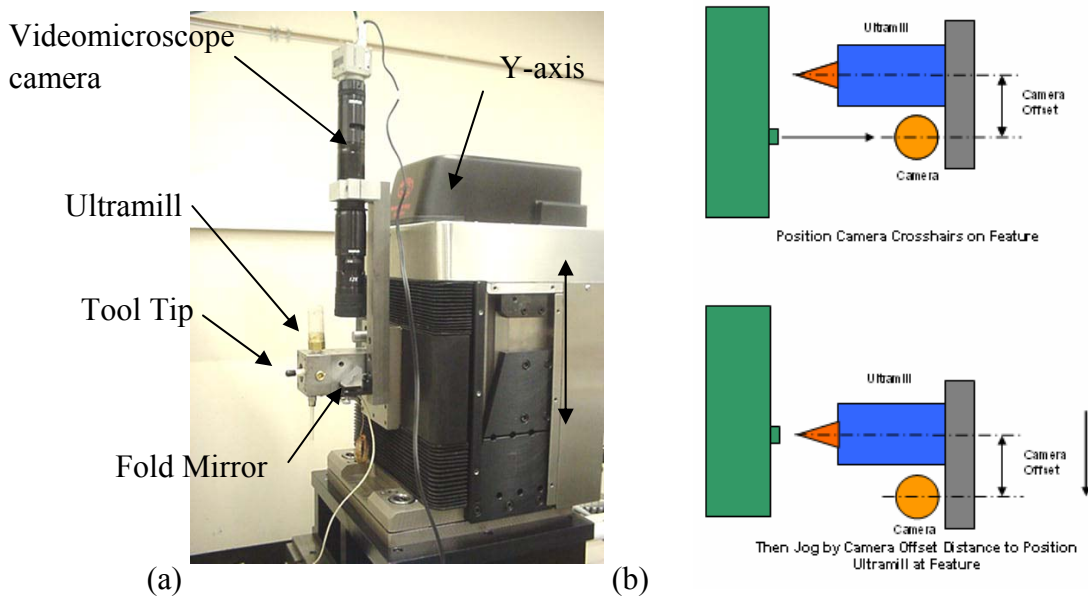 Videomicroscope
camera
Y-axis
Ultramill
Tool Tip
Fold Mirror
(a)
Ultramill
Camera
Offset
Camera
Position Camera Crosshairs on Feature
Ultramill
Camera
Offset
Camera
Then Jog by Camera Offset Distance to Position
Ultramill at Feature
(b)